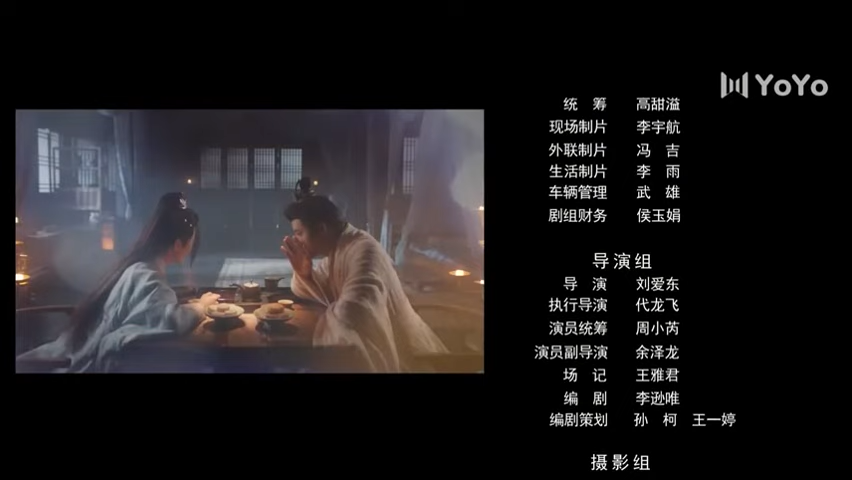 YoYo
统 筹 高甜溢
现场制片 李宇航
外联制片 冯 吉
生活制片 李 雨
车辆管理 武 雄
剧组财务 侯玉娟
导演组
导 演 刘爱东
执行导演 代龙飞
演员统筹 周小芮
演员副导演 余泽龙
场 记 王雅君
编 剧 李逊唯
编剧策划 孙 柯 王一婷
摄影组